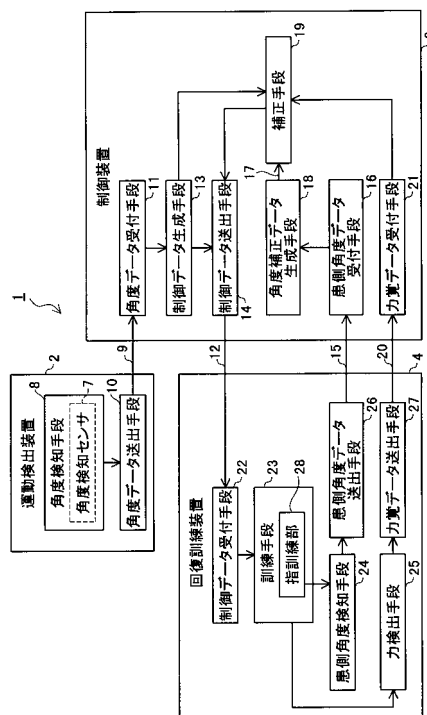 1
運動検出装置
2
8
角度検知手段
角度検知センサ
7
10
角度データ送出手段
9
制御装置
角度データ受付手段
11
制御データ生成手段
13
制御データ送出手段
14
12
補正手段
19
17
角度補正データ
生成手段
18
患側角度データ
受付手段
16
力覚データ受付手段
21
15
20
4
回復訓練装置
制御データ受付手段
22
訓練手段
23
指訓練部
28
患側角度検知手段
24
患側角度データ
送出手段
26
力検出手段
25
力覚データ送出手段
27